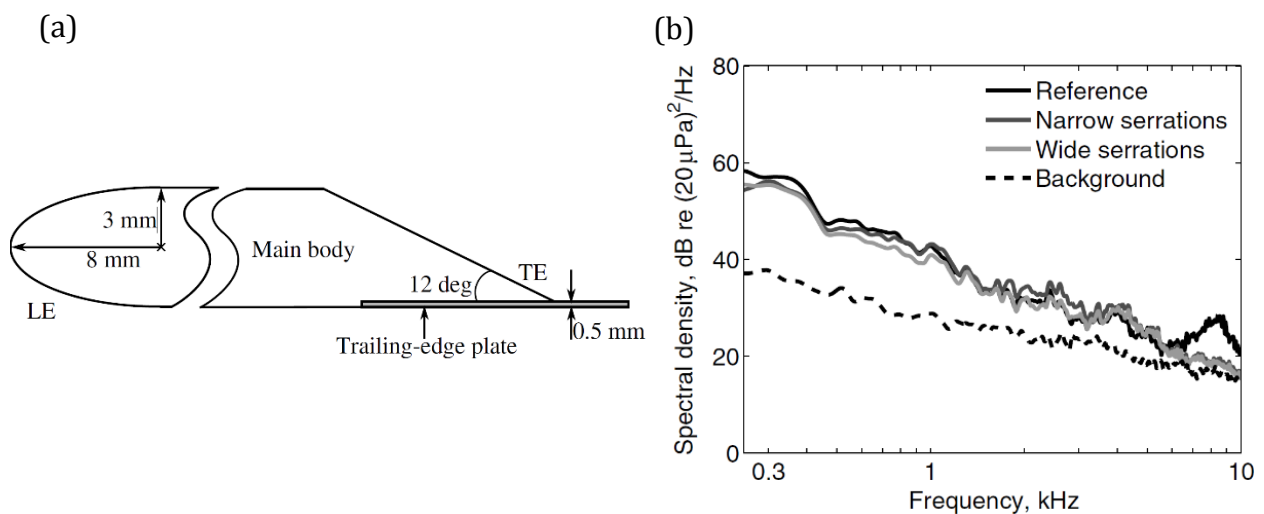 (a)
3 mm
8 mm
LE
Main body
12 deg
TE
0.5 mm
Trailing-edge plate
(b)
Spectral density, dB re (20 μPa)²/Hz
80
60
40
20
0
Reference
Narrow serrations
Wide serrations
Background
0.3
1
10
Frequency, kHz